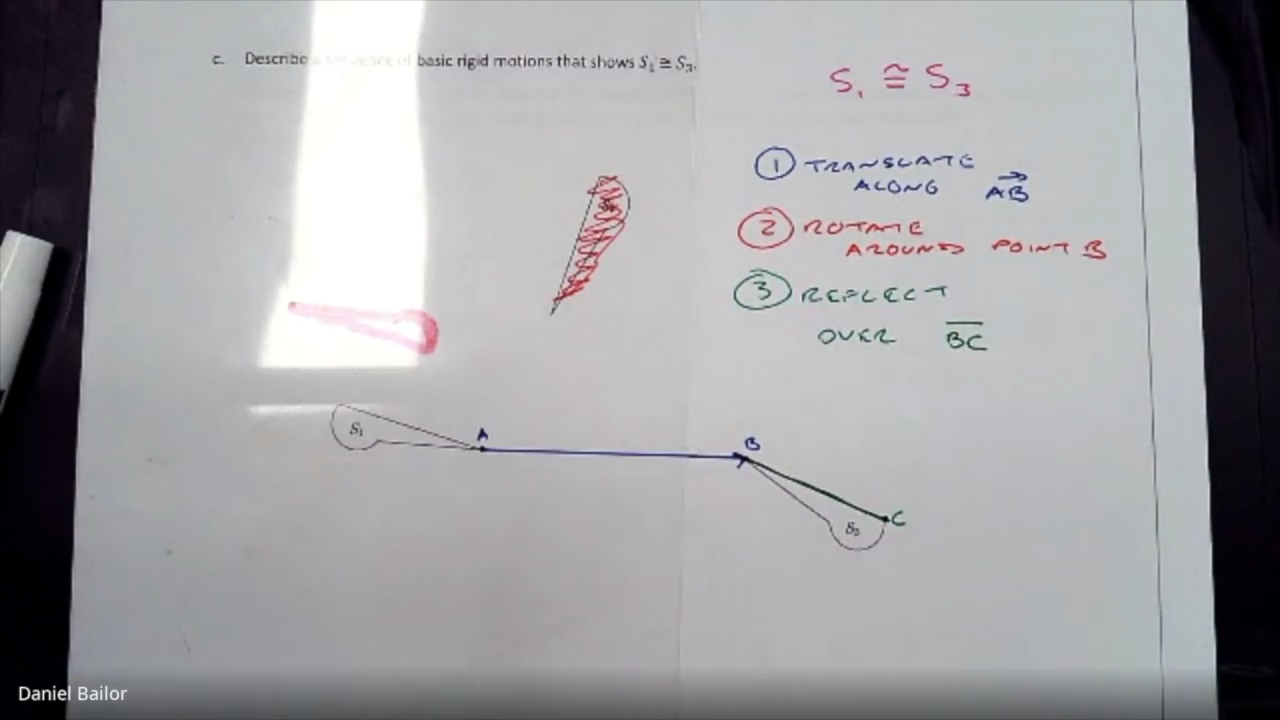 c. Describe a sequence of basic rigid motions that shows S₁ ≅ S₃.
S₁ ≅ S₃
① TRANSLATE
ALONG AB
② ROTATE
AROUND POINT B
③ REFLECT
OVER BC
S₁
A
B
C
S₃
Daniel Bailor